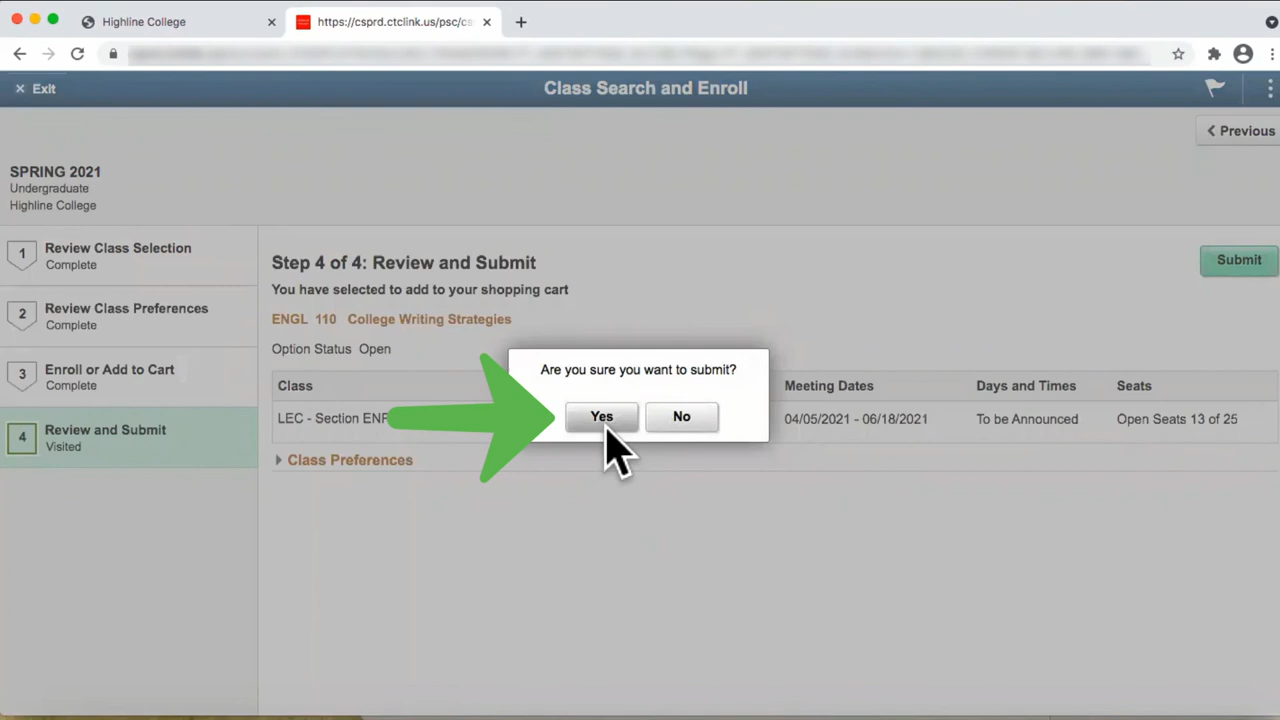 Highline College
https://csprd.ctclink.us/psc/cs
Exit
Class Search and Enroll
Previous
SPRING 2021
Undergraduate
Highline College
1
Review Class Selection
Complete
2
Review Class Preferences
Complete
3
Enroll or Add to Cart
Complete
4
Review and Submit
Visited
Step 4 of 4: Review and Submit
Submit
You have selected to add to your shopping cart
ENGL 110 College Writing Strategies
Option Status Open
Are you sure you want to submit?
Yes
No
Class
Meeting Dates
Days and Times
Seats
LEC - Section
04/05/2021 - 06/18/2021
To be Announced
Open Seats 13 of 25
Class Preferences